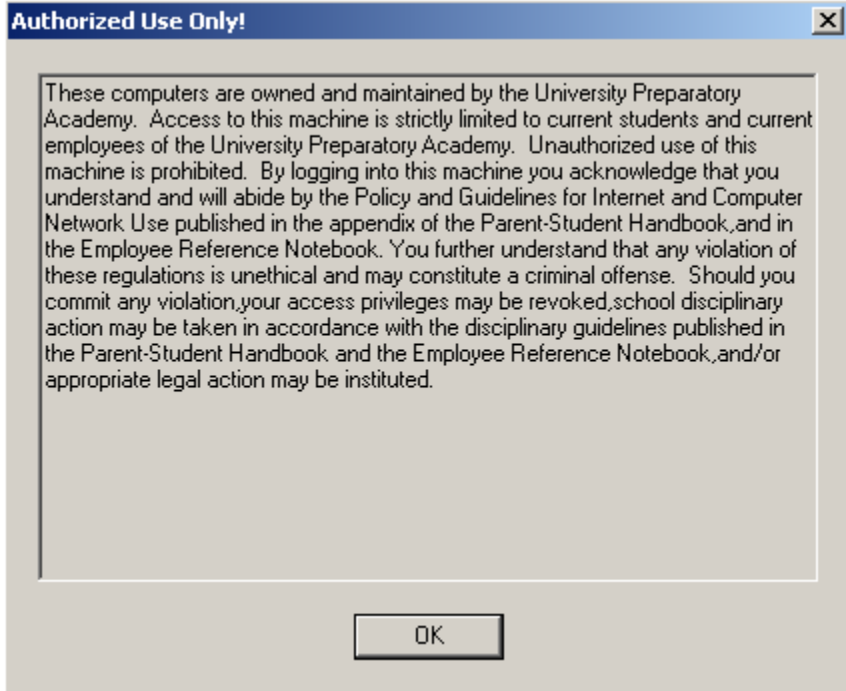 Authorized Use Only!
These computers are owned and maintained by the University Preparatory
Academy.  Access to this machine is strictly limited to current students and current
employees of the University Preparatory Academy.  Unauthorized use of this
machine is prohibited.  By logging into this machine you acknowledge that you
understand and will abide by the Policy and Guidelines for Internet and Computer
Network Use published in the appendix of the Parent-Student Handbook,and in
the Employee Reference Notebook. You further understand that any violation of
these regulations is unethical and may constitute a criminal offense.  Should you
commit any violation,your access privileges may be revoked,school disciplinary
action may be taken in accordance with the disciplinary guidelines published in
the Parent-Student Handbook and the Employee Reference Notebook,and/or
appropriate legal action may be instituted.
OK